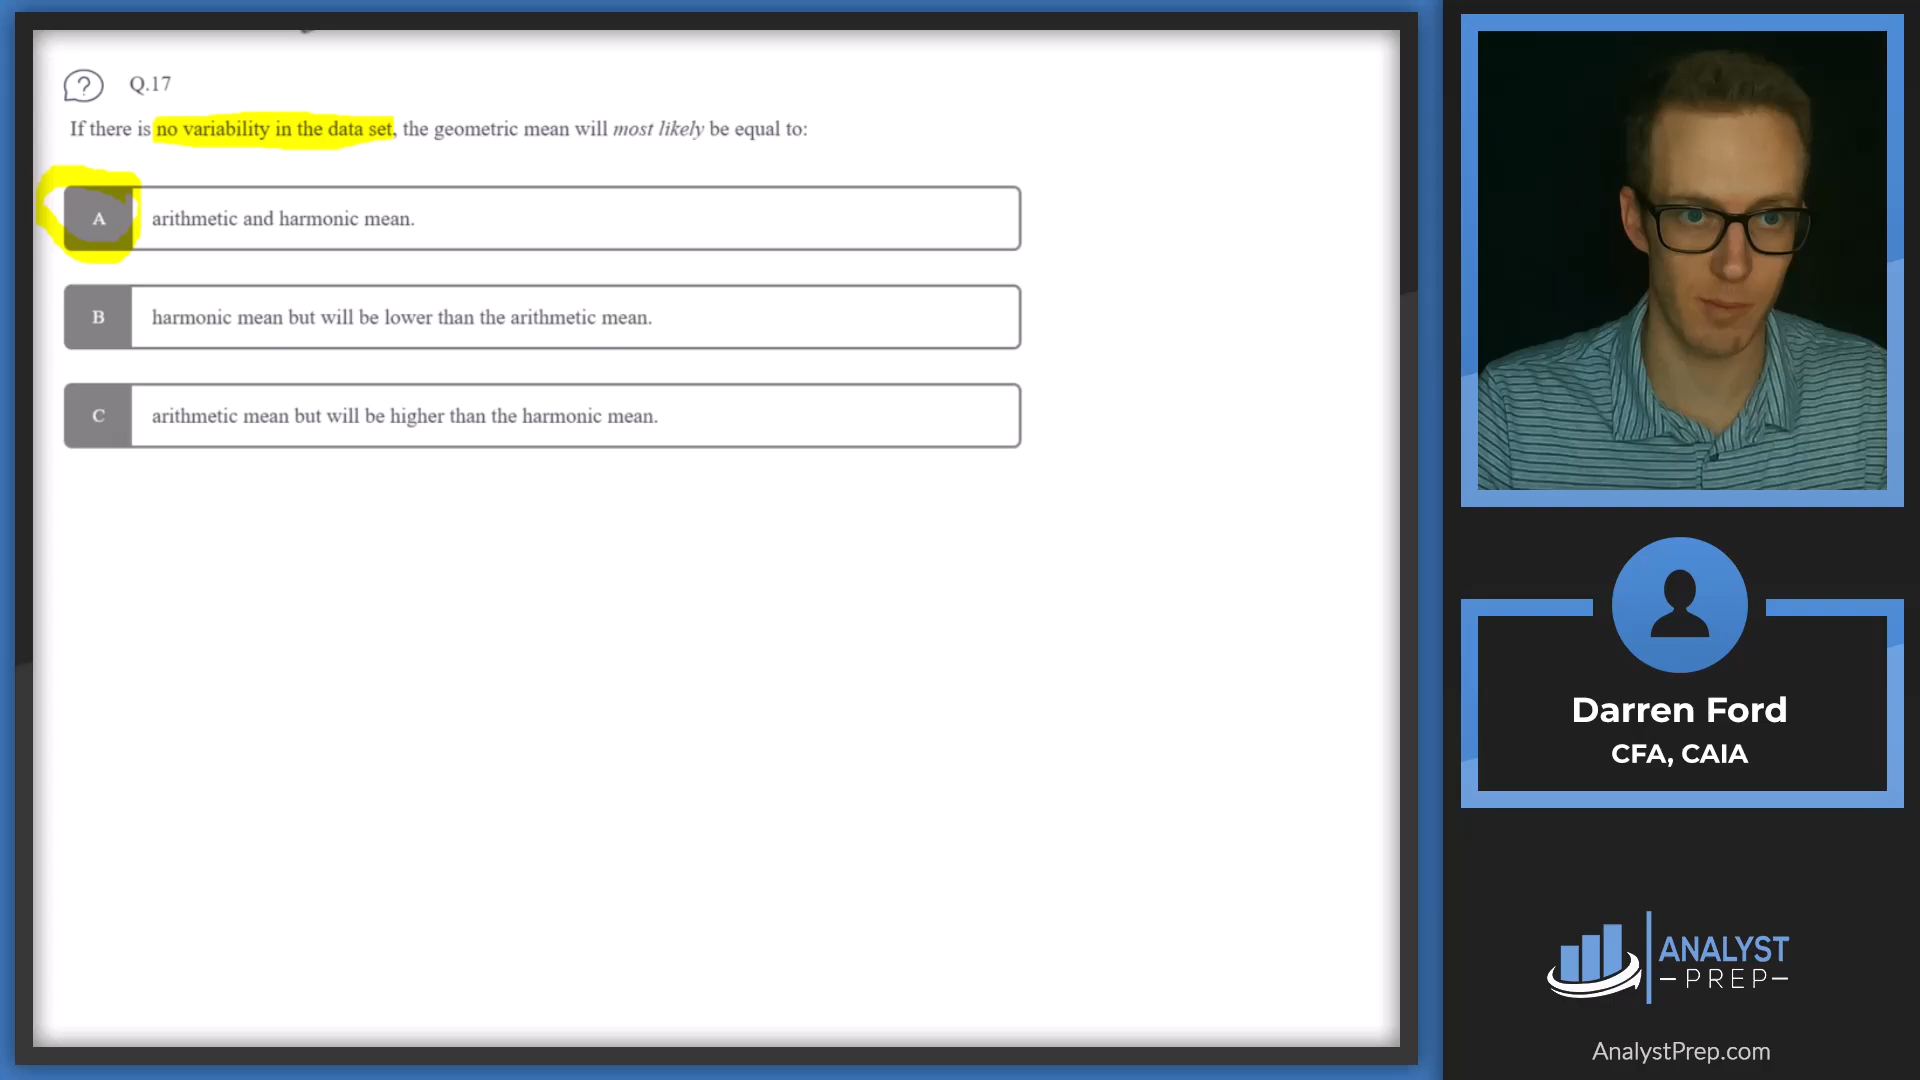 ?
Q.17
If there is no variability in the data set, the geometric mean will most likely be equal to:
A
arithmetic and harmonic mean.
B
harmonic mean but will be lower than the arithmetic mean.
C
arithmetic mean but will be higher than the harmonic mean.
Darren Ford
CFA, CAIA
ANALYST
PREP
AnalystPrep.com